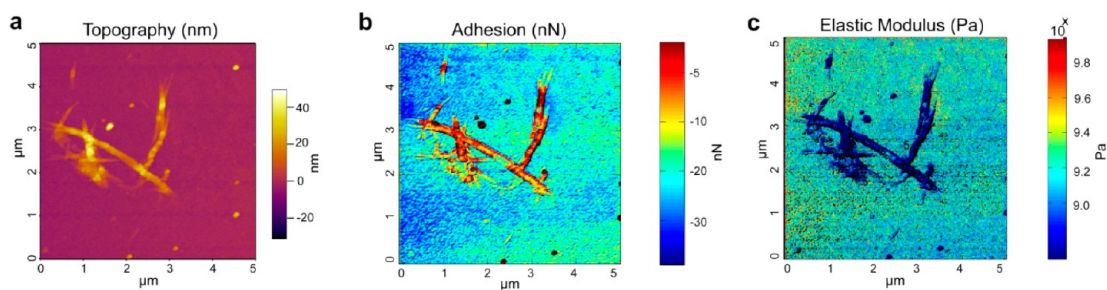 a
Topography (nm)
5
4
3
2
1
0
µm
0 1 2 3 4 5
µm
40
20
0
-20
nm
b
Adhesion (nN)
5
4
3
2
1
0
µm
0 1 2 3 4 5
µm
-5
-10
-20
-30
nN
c
Elastic Modulus (Pa)
5
4
3
2
1
0
µm
5
0 1 2 3 4 5
µm
10^x
9.8
9.6
9.4
9.2
9.0
Pa